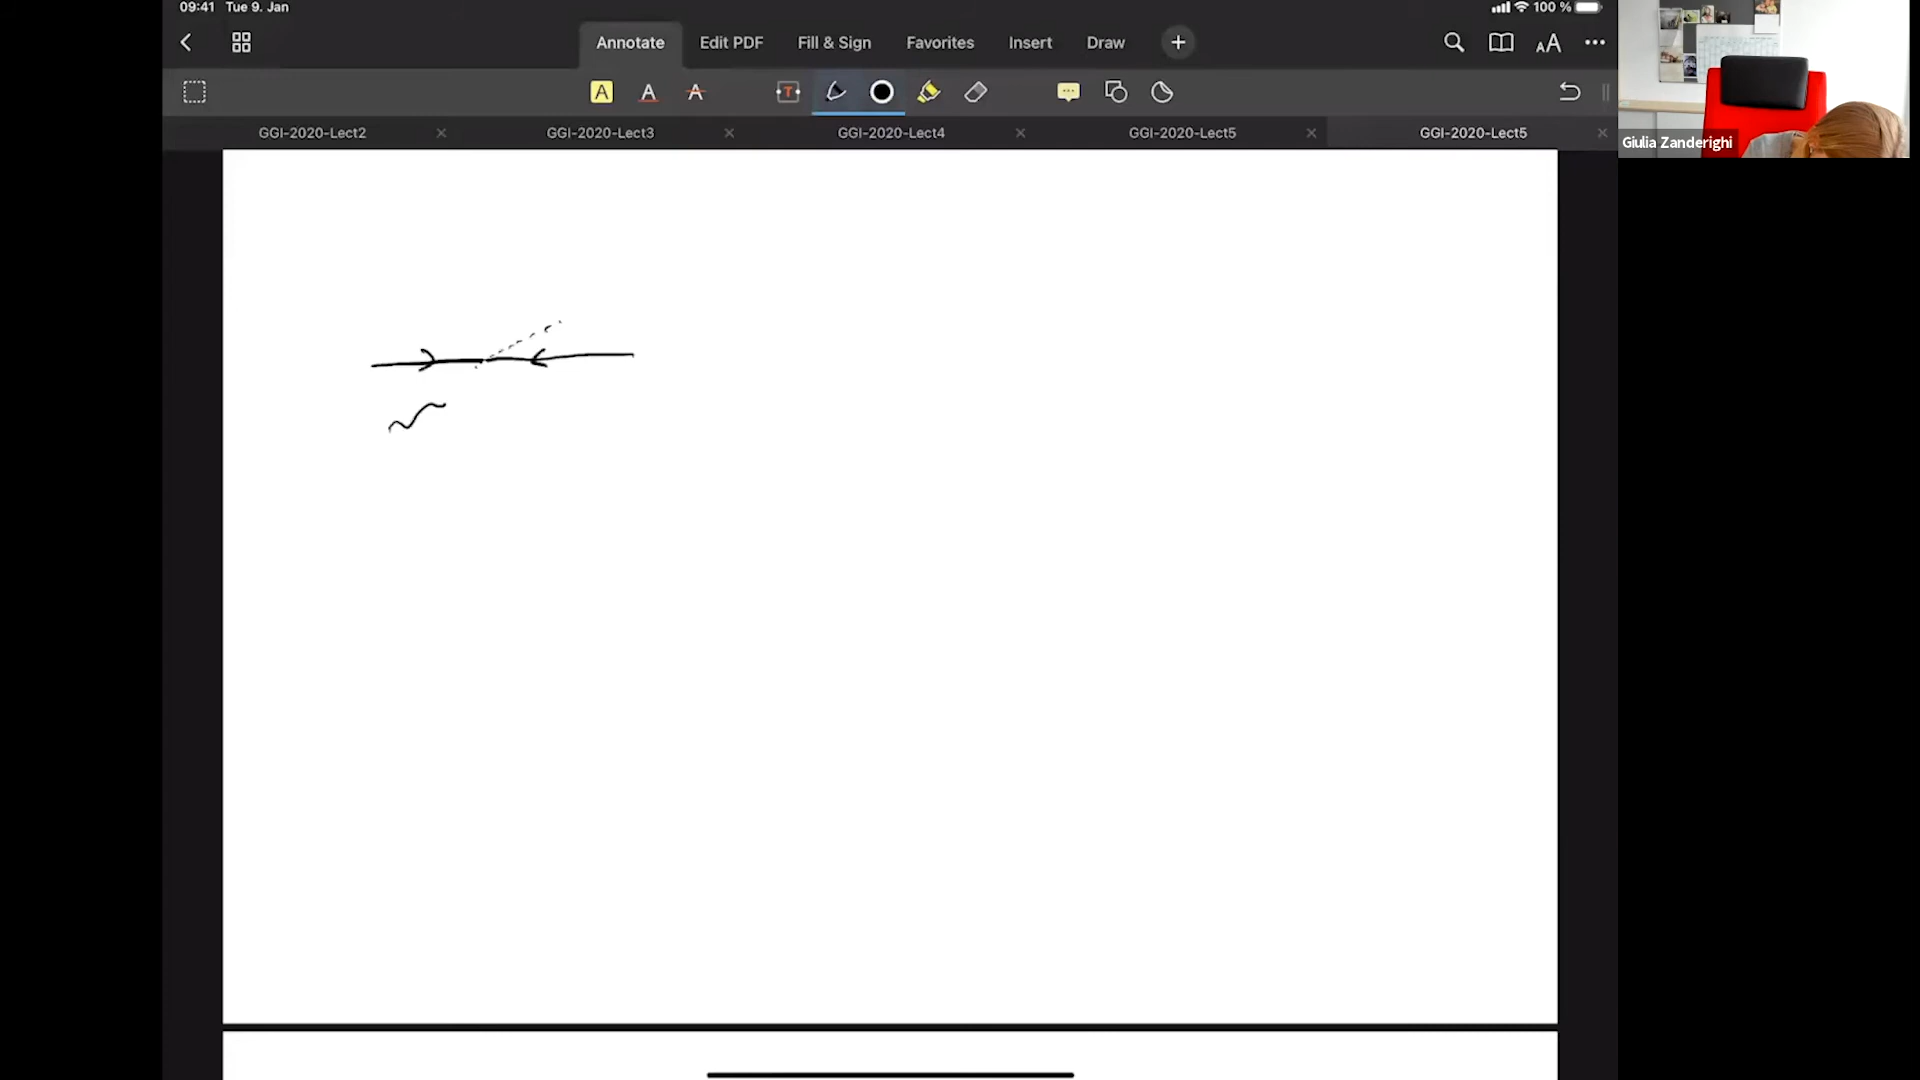 09:41 Tue 9. Jan
100 %
Annotate Edit PDF Fill & Sign Favorites Insert Draw
AA
A A A T
GGI-2020-Lect2 GGI-2020-Lect3 GGI-2020-Lect4 GGI-2020-Lect5 GGI-2020-Lect5
Giulia Zanderighi